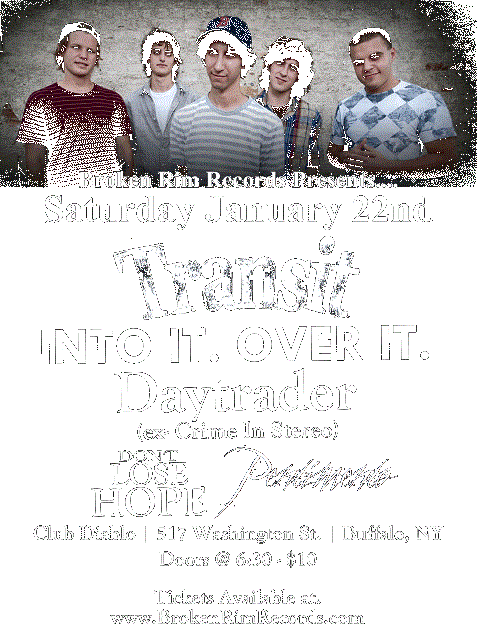 Broken Rim Records Presents...
Saturday January 22nd
Transit
INTO IT. OVER IT.
Daytrader
(ex-Crime In Stereo)
DON'T
LOSE
HOPE
Club Diablo | 517 Washington St. | Buffalo, NY
Doors @ 6:30 - $10
Tickets Available at:
www.BrokenRimRecords.com